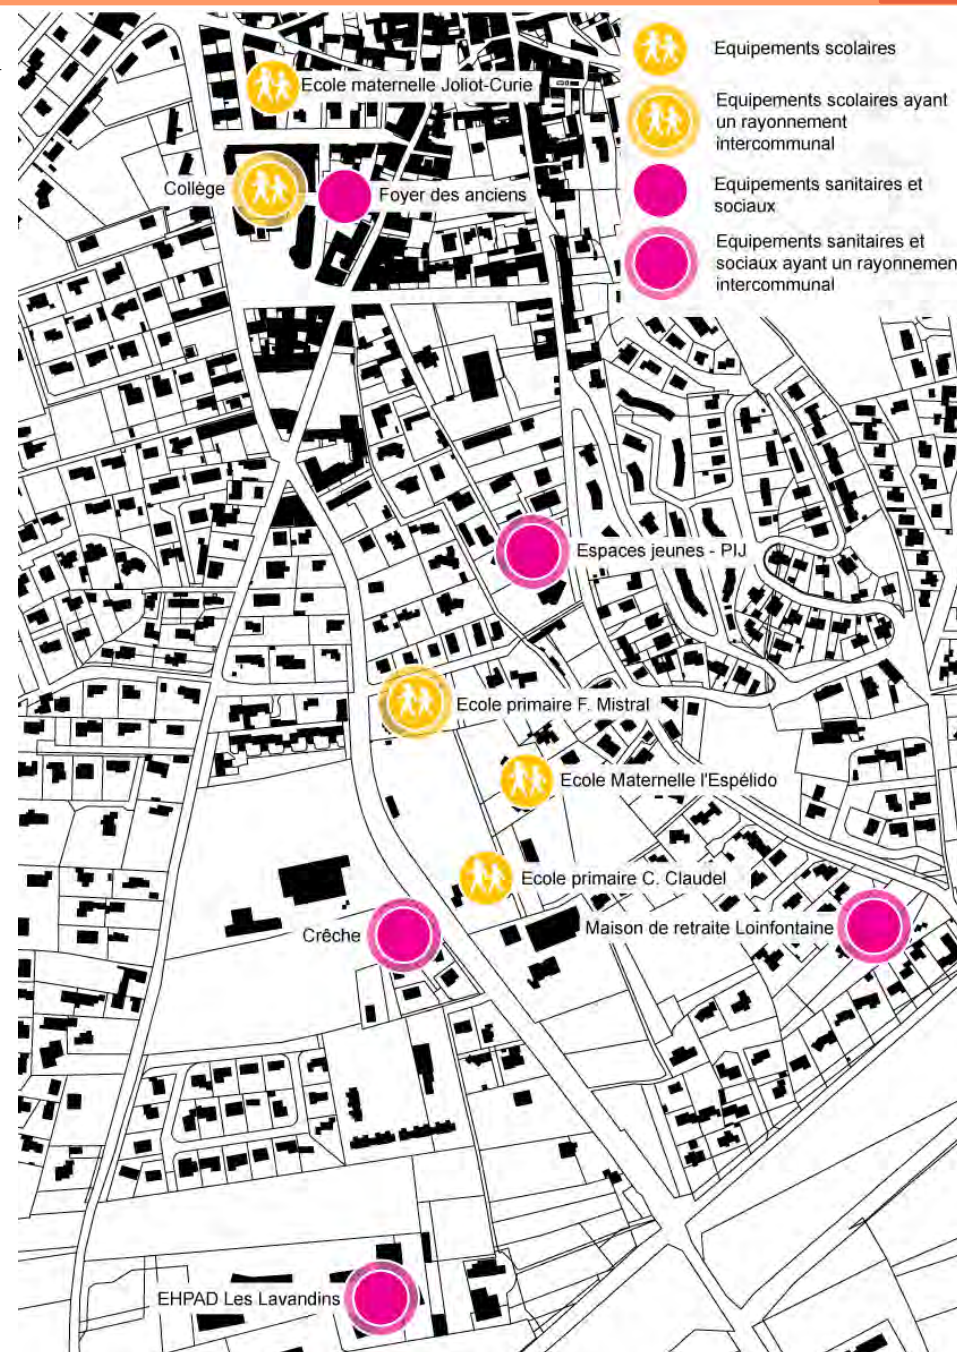 Ecole maternelle Joliot-Curie
Collège
Foyer des anciens
Equipements scolaires
Equipements scolaires ayant
un rayonnement
intercommunal
Equipements sanitaires et
sociaux
Equipements sanitaires et
sociaux ayant un rayonnemen
intercommunal
Espaces jeunes - PIJ
Ecole primaire F. Mistral
Ecole Maternelle l'Espélido
Ecole primaire C. Claudel
Maison de retraite Loinfontaine
Crêche
EHPAD Les Lavandins